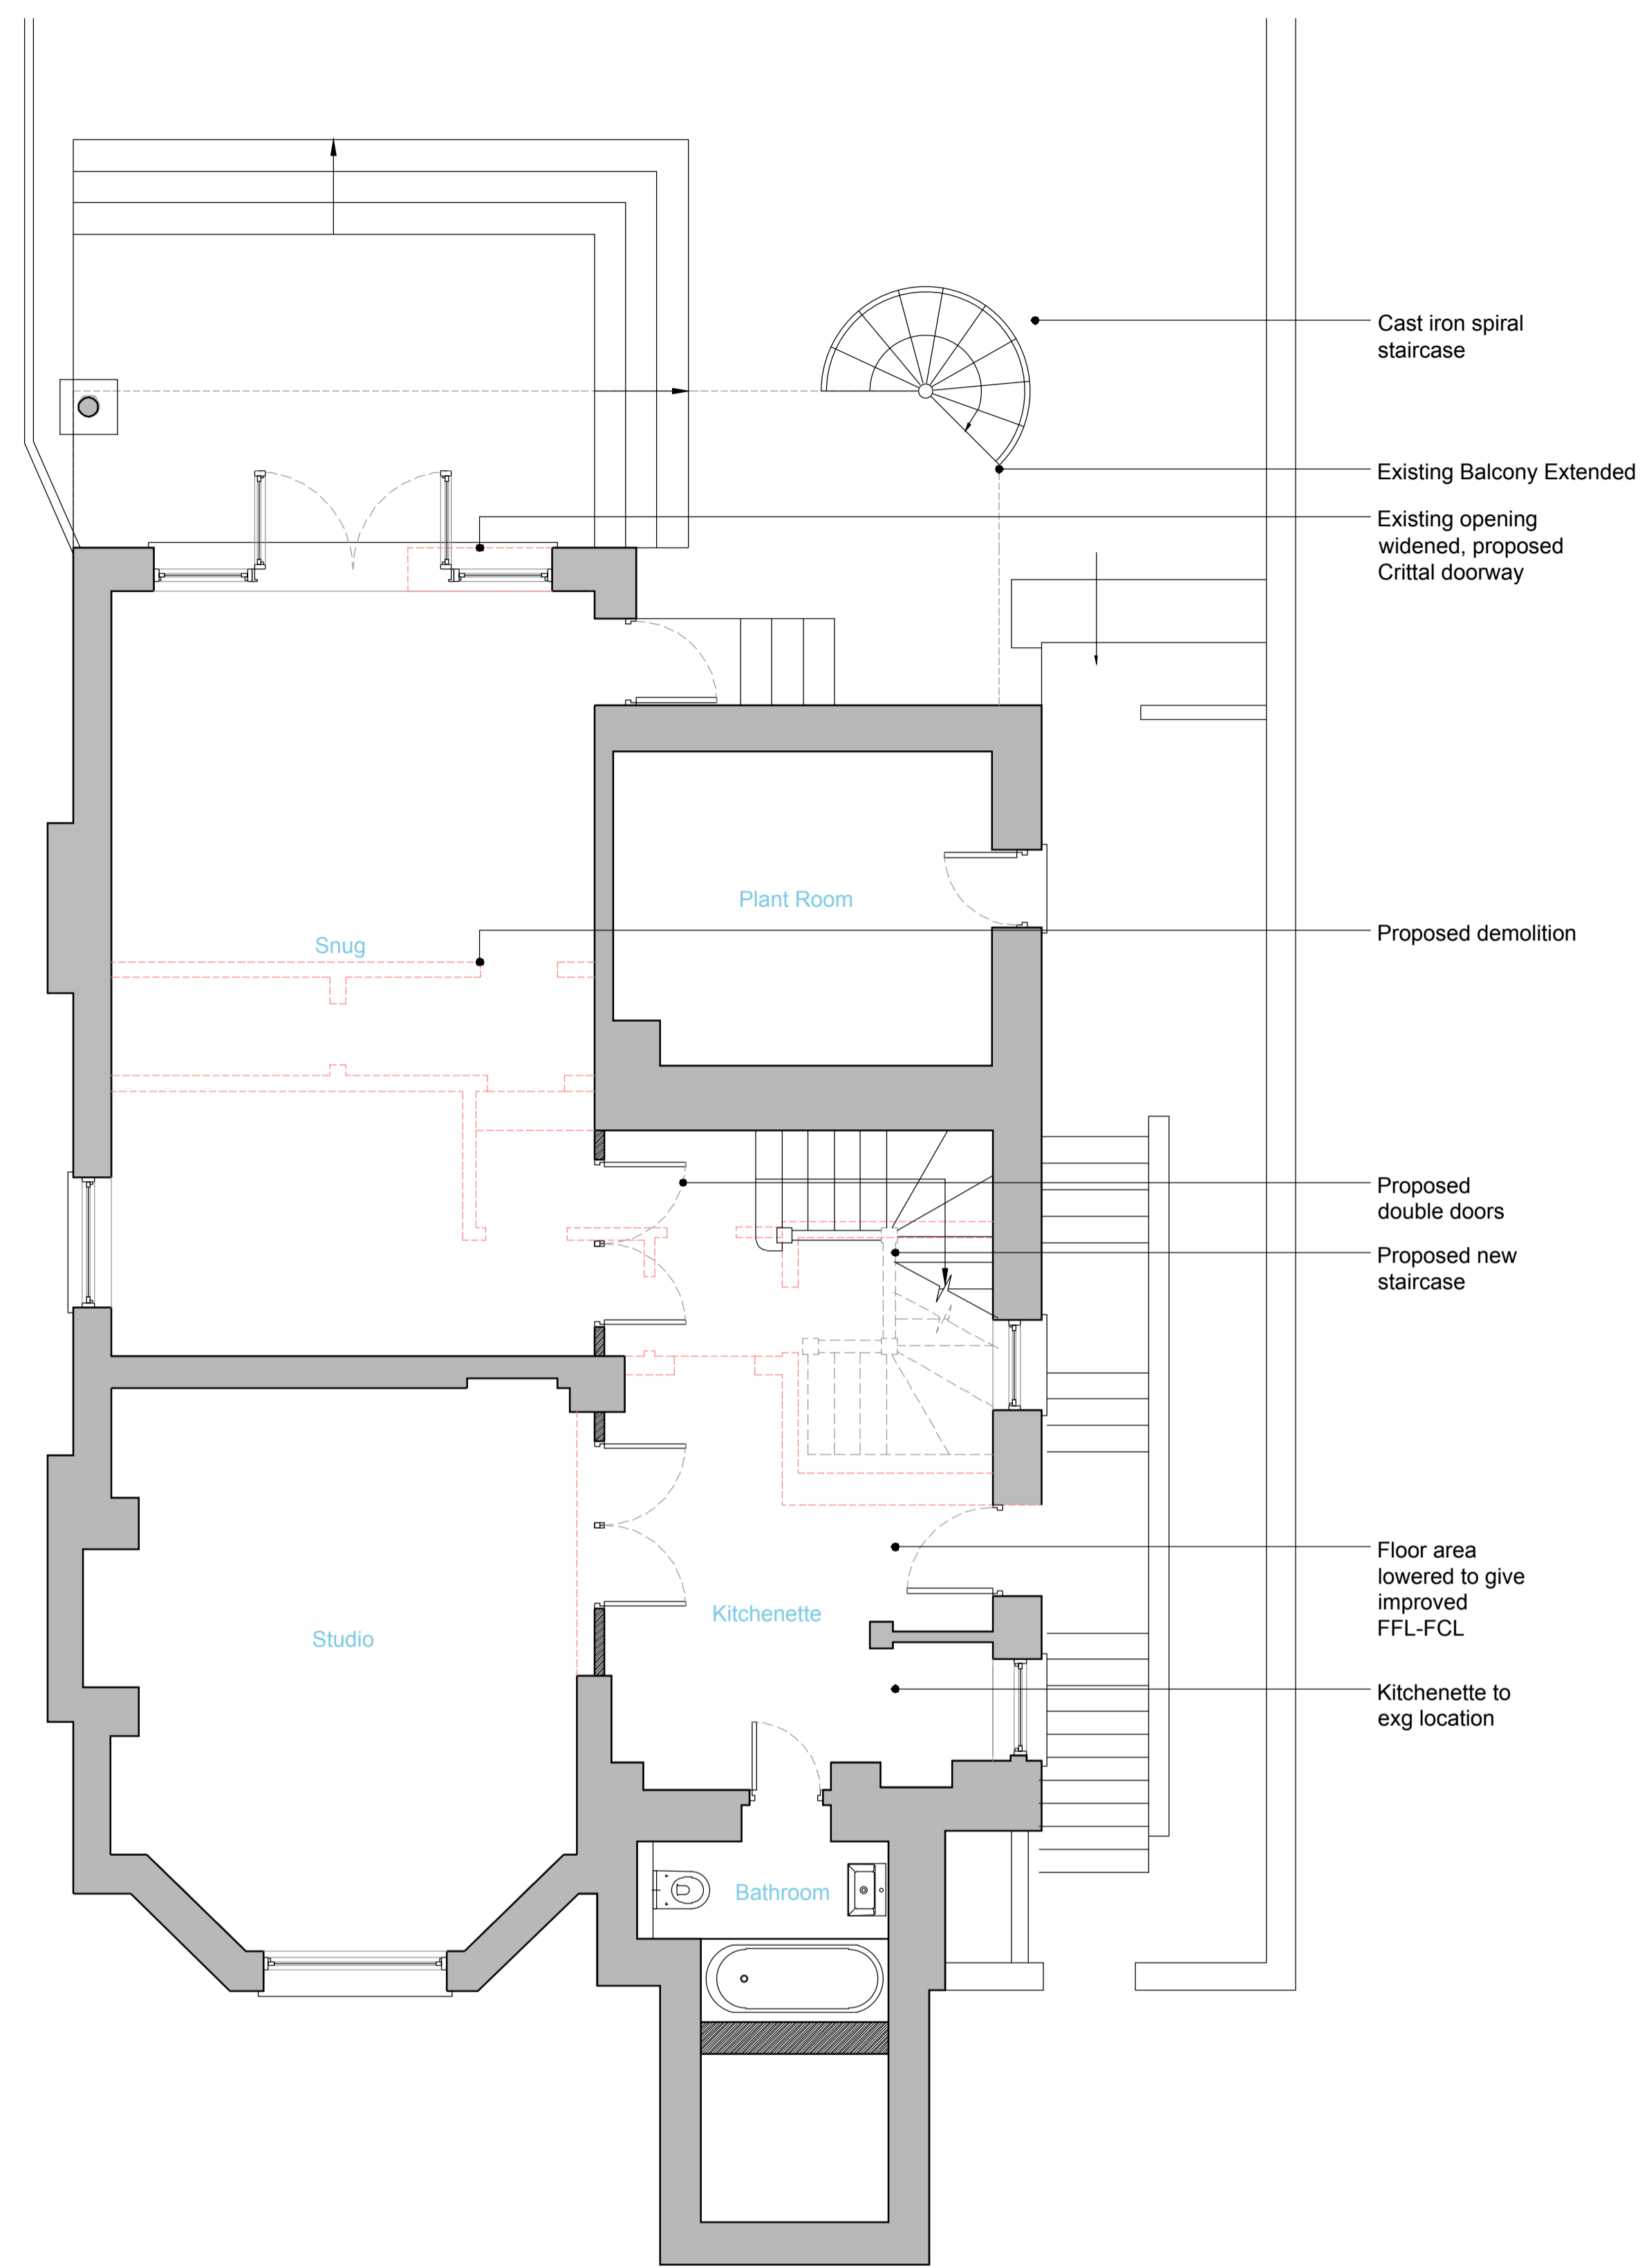 Cast iron spiral
staircase
Existing Balcony Extended
Existing opening
widened, proposed
Crittal doorway
Plant Room
Snug
Proposed demolition
Proposed
double doors
Proposed new
staircase
Floor area
lowered to give
improved
FFL-FCL
Kitchenette
Studio
Kitchenette to
exg location
Bathroom